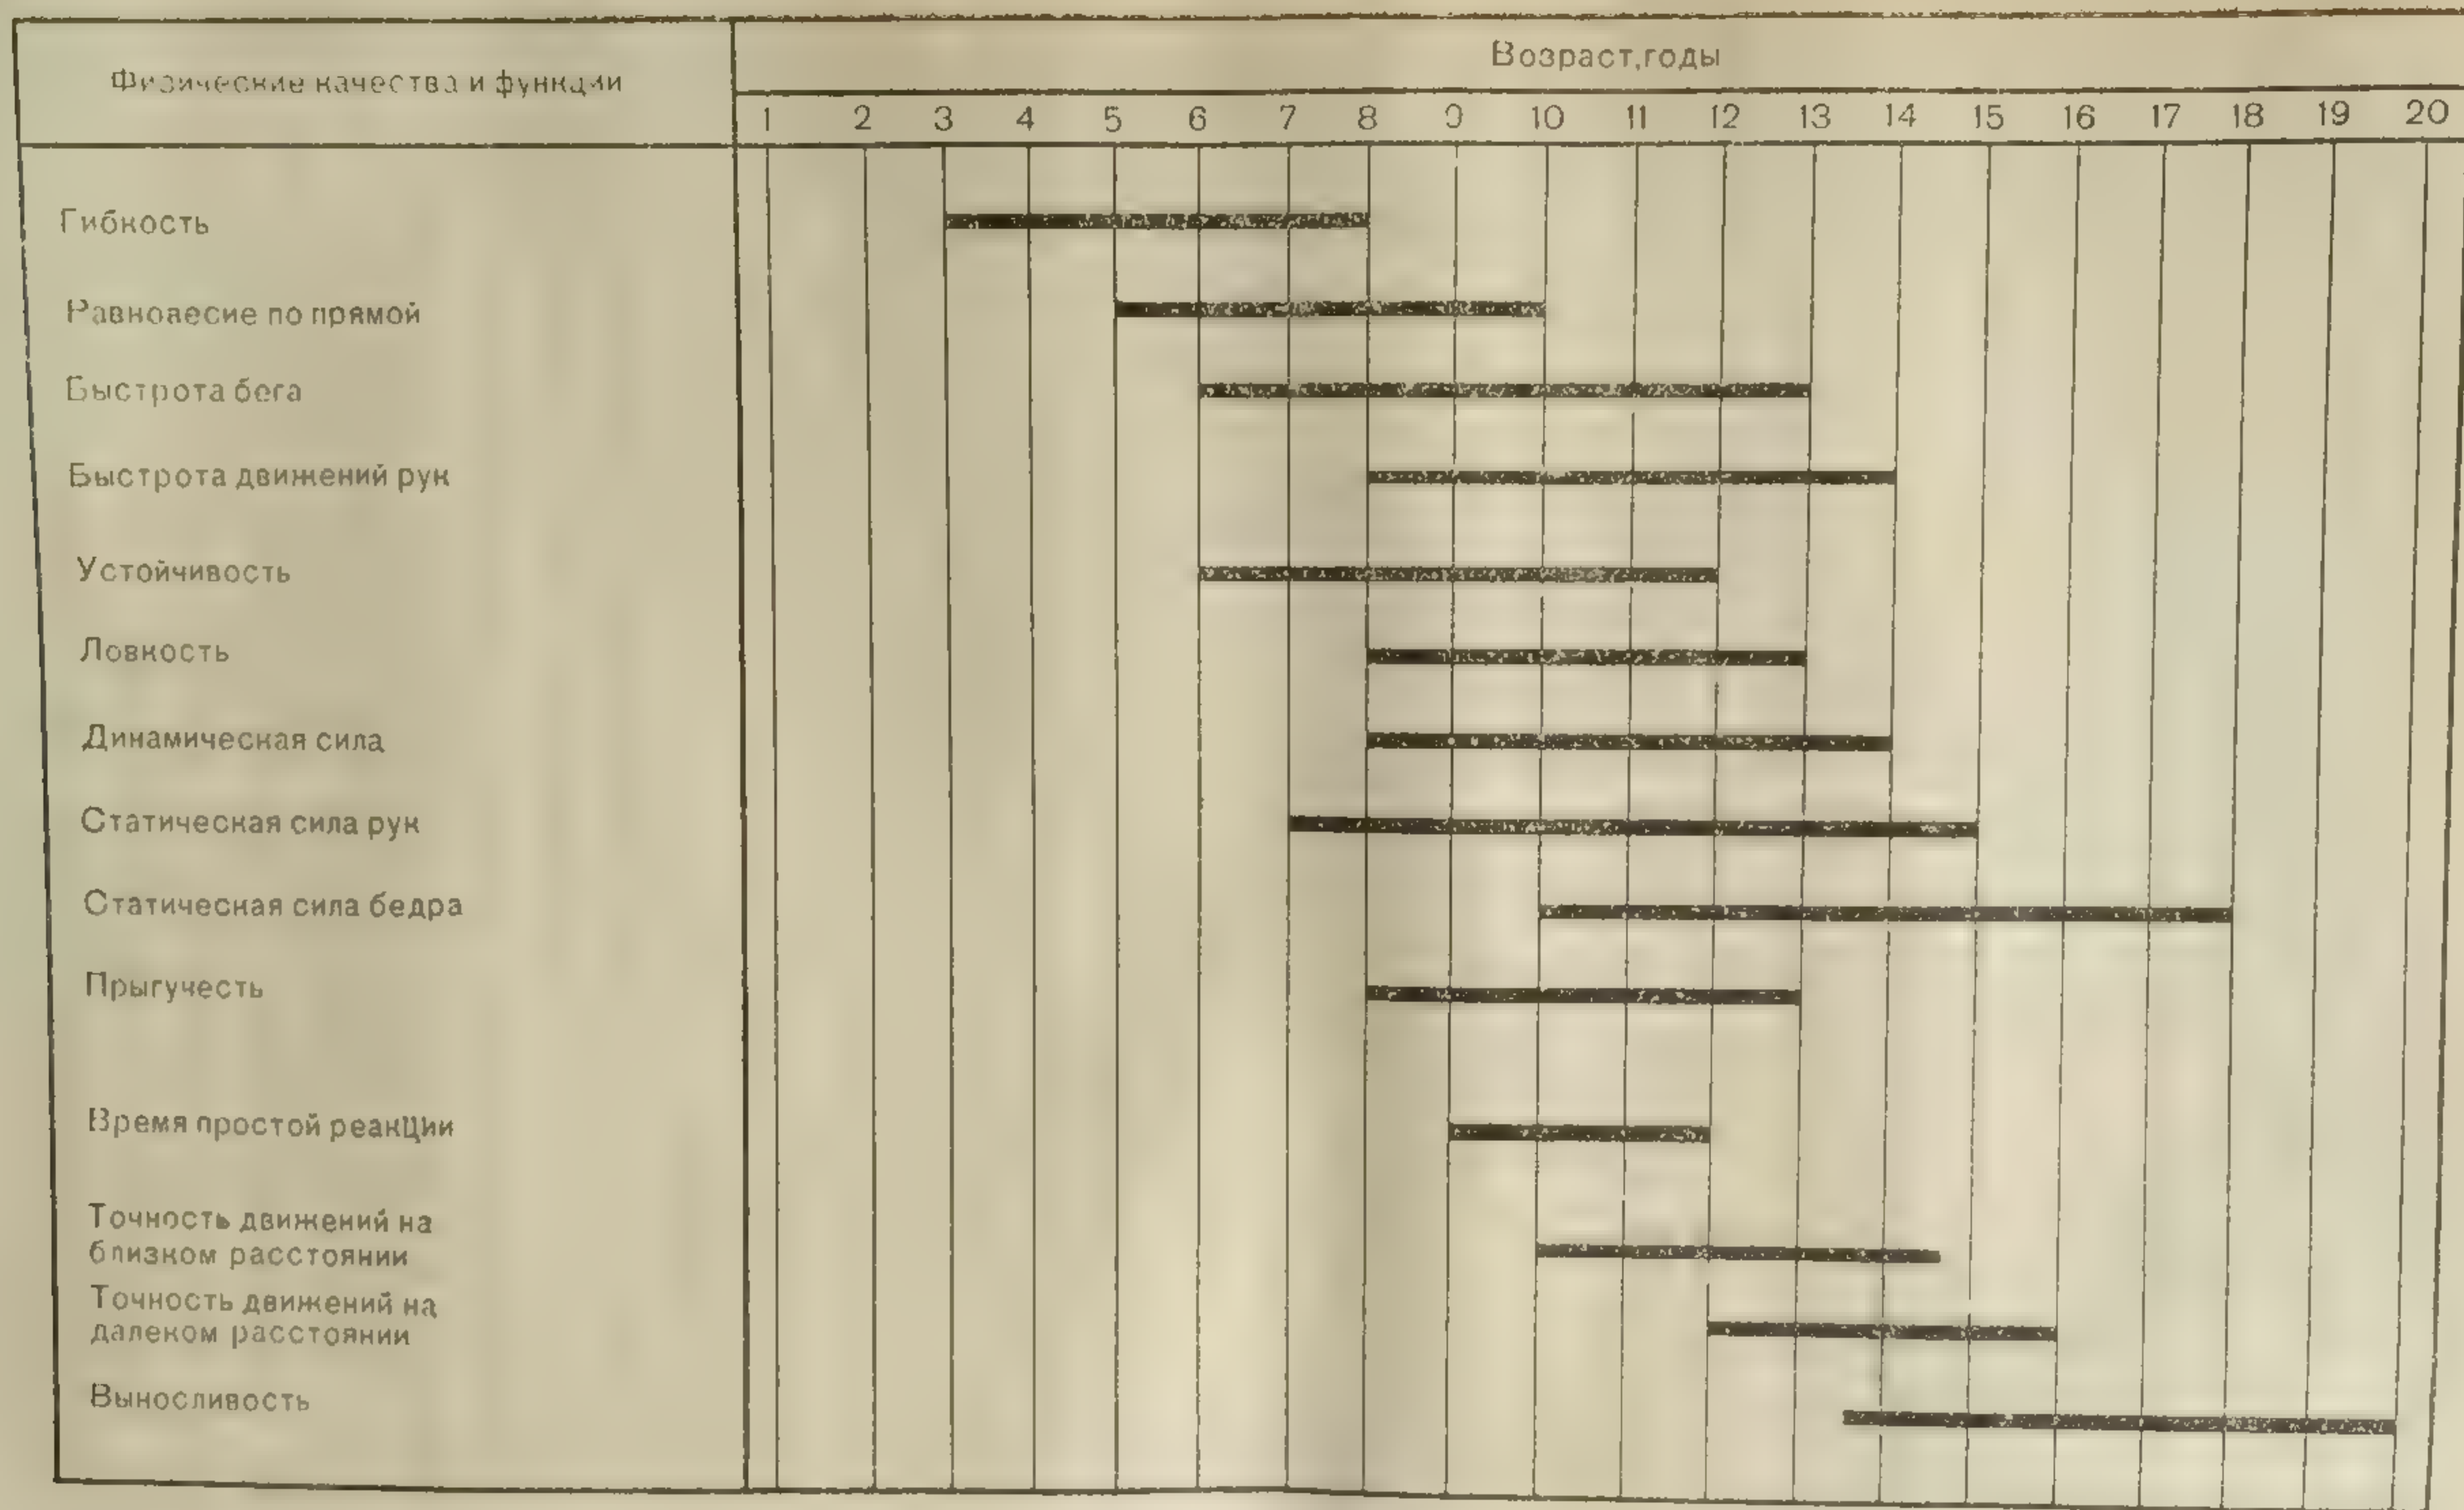 Физические качества и функции
Возраст,годы
1 2 3 4 5 6 7 8 9 10 11 12 13 14 15 16 17 18 19 20
Гибкость
Равновесие по прямой
Быстрота бега
Быстрота движений рук
Устойчивость
Ловкость
Динамическая сила
Статическая сила рук
Статическая сила бедра
Прыгучесть
Время простой реакции
Точность движений на
близком расстоянии
Точность движений на
далеком расстоянии
Выносливость